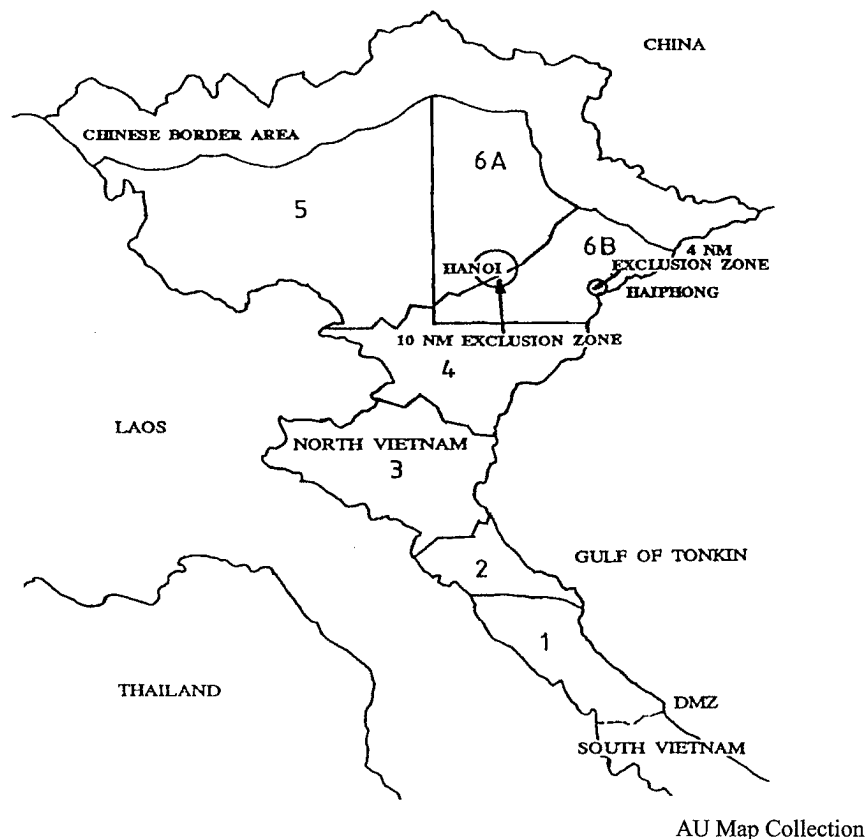 CHINA
CHINESE BORDER AREA
6A
5
6B
4 NM
EXCLUSION ZONE
HANOI
HAIPHONG
10 NM EXCLUSION ZONE
4
LAOS
NORTH VIETNAM
3
GULF OF TONKIN
2
1
THAILAND
DMZ
SOUTH VIETNAM
AU Map Collection